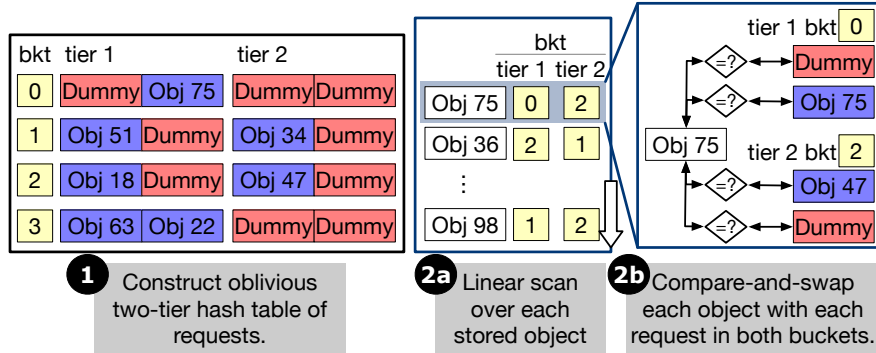 bkt tier 1 tier 2
0 Dummy Obj 75 Dummy Dummy
1 Obj 51 Dummy Obj 34 Dummy
2 Obj 18 Dummy Obj 47 Dummy
3 Obj 63 Obj 22 Dummy Dummy
1 Construct oblivious
two-tier hash table of
requests.
bkt
tier 1 tier 2
Obj 75 0 2
Obj 36 2 1
⋮
Obj 98 1 2
2a Linear scan
over each
stored object
tier 1 bkt 0
=? Dummy
=? Obj 75
Obj 75
tier 2 bkt 2
=? Obj 47
=? Dummy
2b Compare-and-swap
each object with each
request in both buckets.